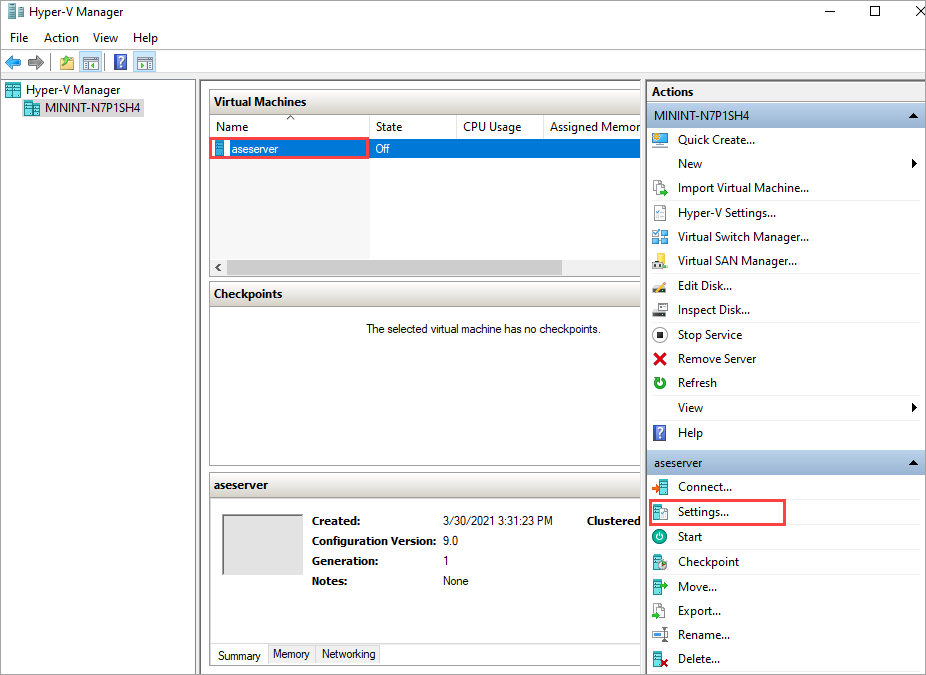 Hyper-V Manager
File Action View Help
Hyper-V Manager
MININT-N7P1SH4
Virtual Machines
Name State CPU Usage Assigned Memor
aseserver Off
Checkpoints
The selected virtual machine has no checkpoints.
aseserver
Created: 3/30/2021 3:31:23 PM Clustered
Configuration Version: 9.0
Generation: 1
Notes: None
Summary Memory Networking
Actions
MININT-N7P1SH4
Quick Create...
New
Import Virtual Machine...
Hyper-V Settings...
Virtual Switch Manager...
Virtual SAN Manager...
Edit Disk...
Inspect Disk...
Stop Service
Remove Server
Refresh
View
Help
aseserver
Connect...
Settings...
Start
Checkpoint
Move...
Export...
Rename...
Delete...